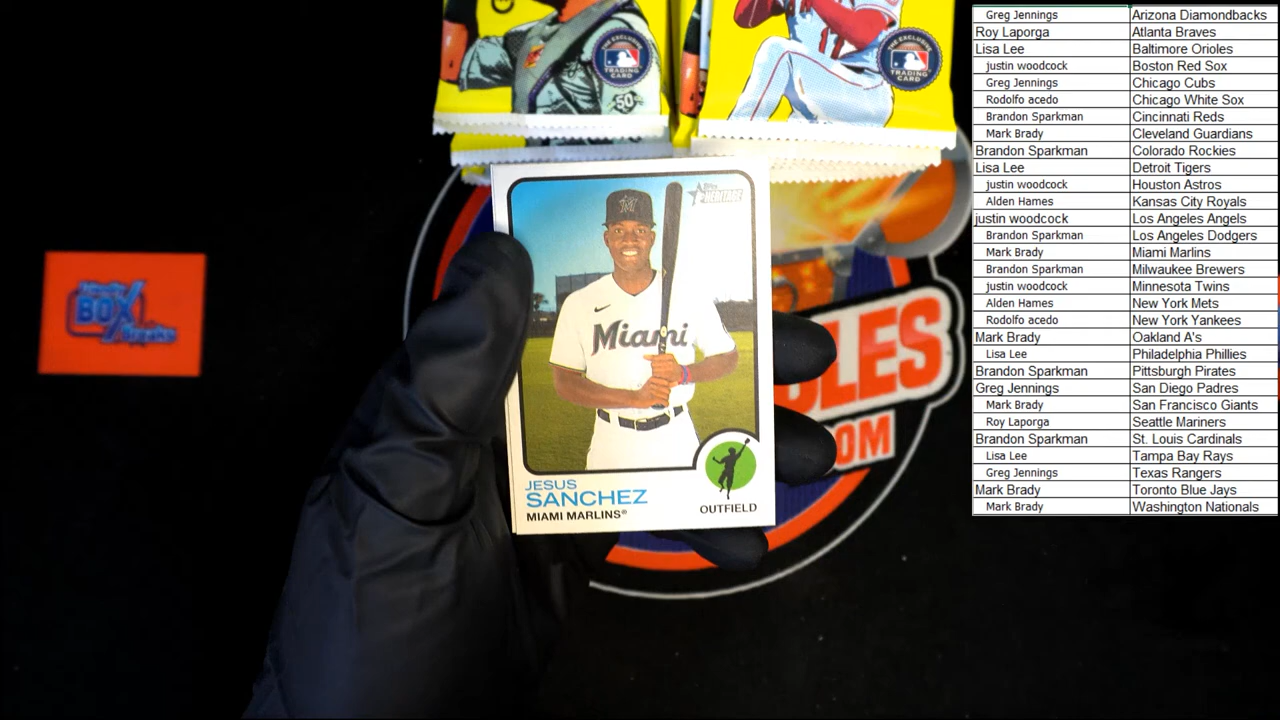 THE EXCLUSIVE
TRADING CARD
50
THE EXCLUSIVE
TRADING CARD
Topps
HERITAGE
Miami
JESUS
SANCHEZ
MIAMI MARLINS®
OUTFIELD
BOX
Breaks
LES
OM
Greg Jennings Arizona Diamondbacks
Roy Laporga Atlanta Braves
Lisa Lee Baltimore Orioles
justin woodcock Boston Red Sox
Greg Jennings Chicago Cubs
Rodolfo acedo Chicago White Sox
Brandon Sparkman Cincinnati Reds
Mark Brady Cleveland Guardians
Brandon Sparkman Colorado Rockies
Lisa Lee Detroit Tigers
justin woodcock Houston Astros
Alden Hames Kansas City Royals
justin woodcock Los Angeles Angels
Brandon Sparkman Los Angeles Dodgers
Mark Brady Miami Marlins
Brandon Sparkman Milwaukee Brewers
justin woodcock Minnesota Twins
Alden Hames New York Mets
Rodolfo acedo New York Yankees
Mark Brady Oakland A's
Lisa Lee Philadelphia Phillies
Brandon Sparkman Pittsburgh Pirates
Greg Jennings San Diego Padres
Mark Brady San Francisco Giants
Roy Laporga Seattle Mariners
Brandon Sparkman St. Louis Cardinals
Lisa Lee Tampa Bay Rays
Greg Jennings Texas Rangers
Mark Brady Toronto Blue Jays
Mark Brady Washington Nationals